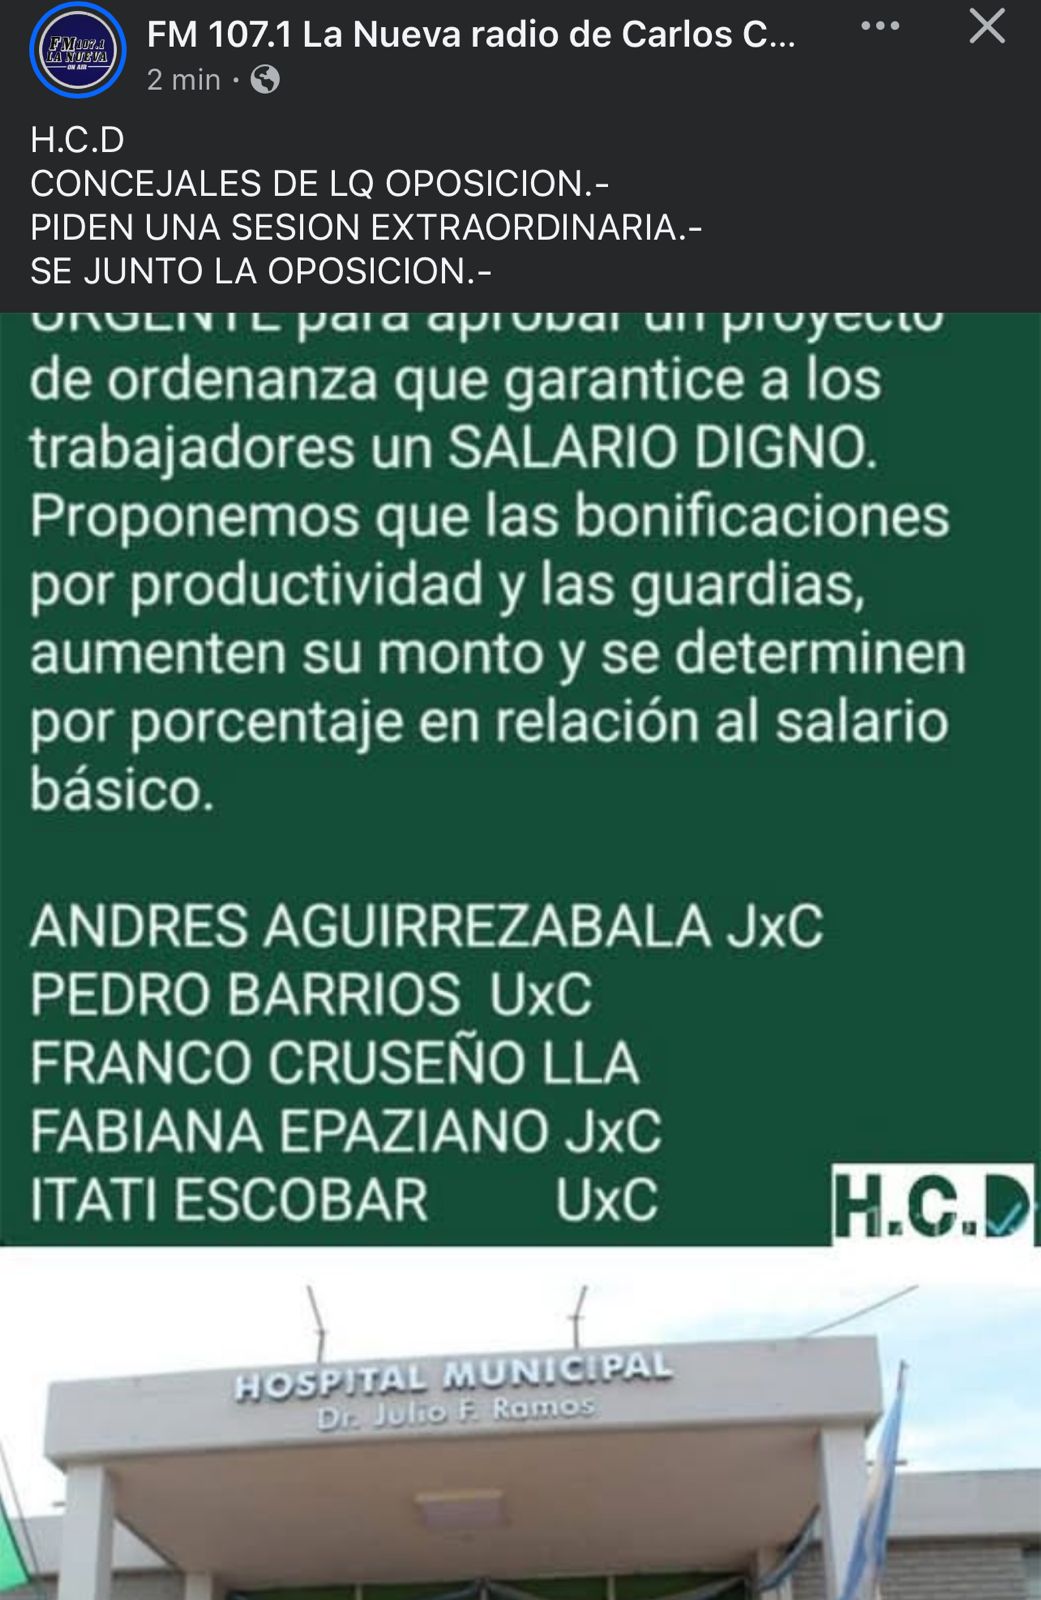 FM 107.1
LA NUEVA
ON AIR
FM 107.1 La Nueva radio de Carlos C...
2 min ·
H.C.D
CONCEJALES DE LQ OPOSICION.-
PIDEN UNA SESION EXTRAORDINARIA.-
SE JUNTO LA OPOSICION.-
URGENTE para aprobar un proyecto
de ordenanza que garantice a los
trabajadores un SALARIO DIGNO.
Proponemos que las bonificaciones
por productividad y las guardias,
aumenten su monto y se determinen
por porcentaje en relación al salario
básico.
ANDRES AGUIRREZABALA JxC
PEDRO BARRIOS UxC
FRANCO CRUSEÑO LLA
FABIANA EPAZIANO JxC
ITATI ESCOBAR UxC
H.C.D
HOSPITAL MUNICIPAL
Dr. Julio F. Ramos